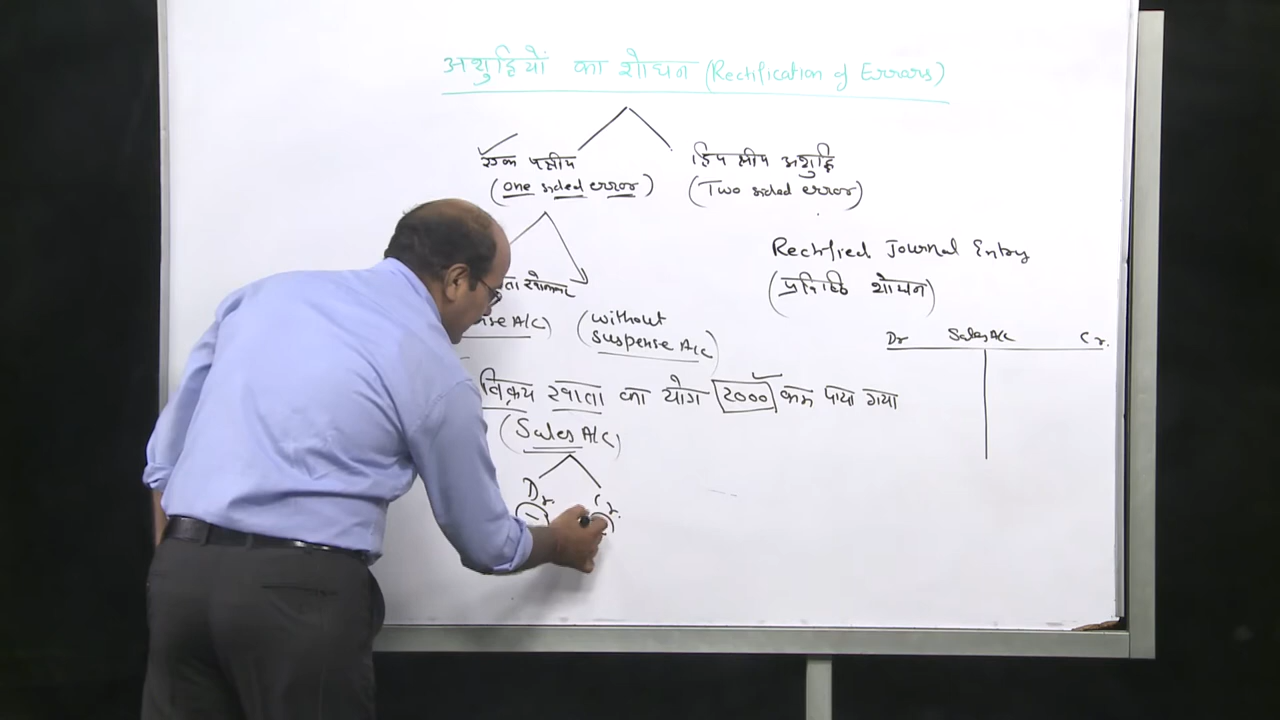 अशुद्धियों का शोधन (Rectification of Errors)
एक पक्षीय
(one sided error)
द्विपक्षीय अशुद्धि
(Two sided error)
A/C)
(without
suspense A/C)
Rectified Journal Entry
(प्रविष्टि शोधन)
Dr Sales A/C Cr.
विक्रय खाता का योग 2000 कम पाया गया
(Sales A/C)
Dr. Cr.